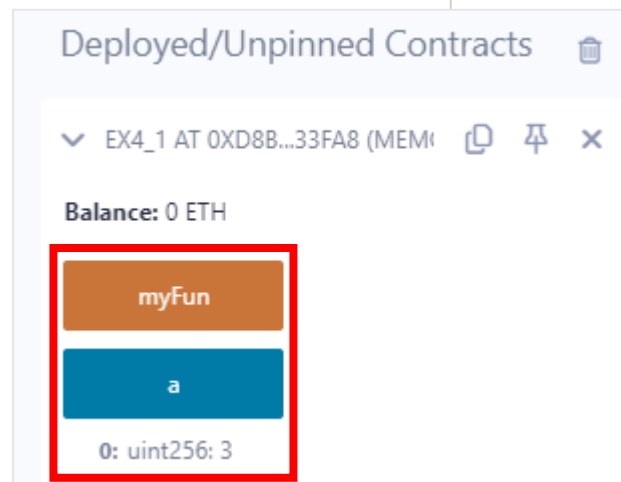 Deployed/Unpinned Contracts
EX4_1 AT 0XD8B...33FA8 (MEM
Balance: 0 ETH
myFun
a
0: uint256: 3